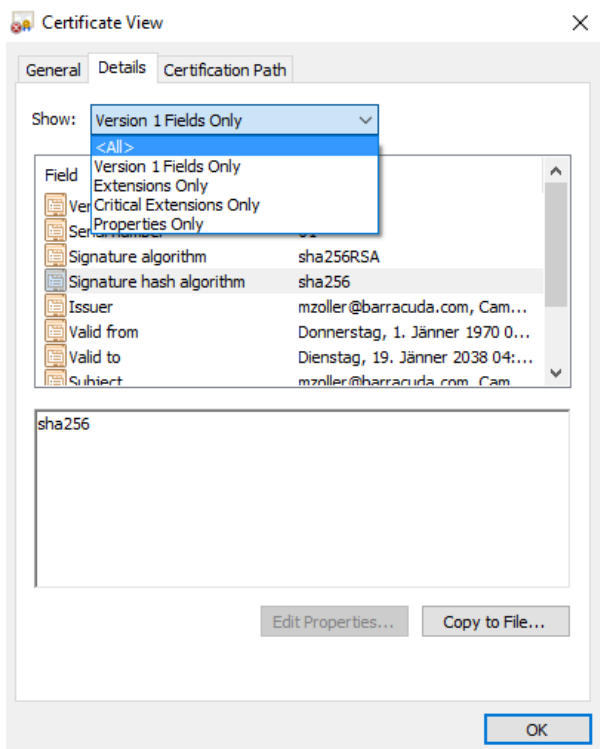 Certificate View
General Details Certification Path
Show: Version 1 Fields Only
<All>
Version 1 Fields Only
Extensions Only
Critical Extensions Only
Properties Only
Field
Signature algorithm sha256RSA
Signature hash algorithm sha256
Issuer mzoller@barracuda.com, Cam...
Valid from Donnerstag, 1. Jänner 1970 0...
Valid to Dienstag, 19. Jänner 2038 04:...
Subject mzoller@barracuda.com, Cam
sha256
Edit Properties... Copy to File...
OK